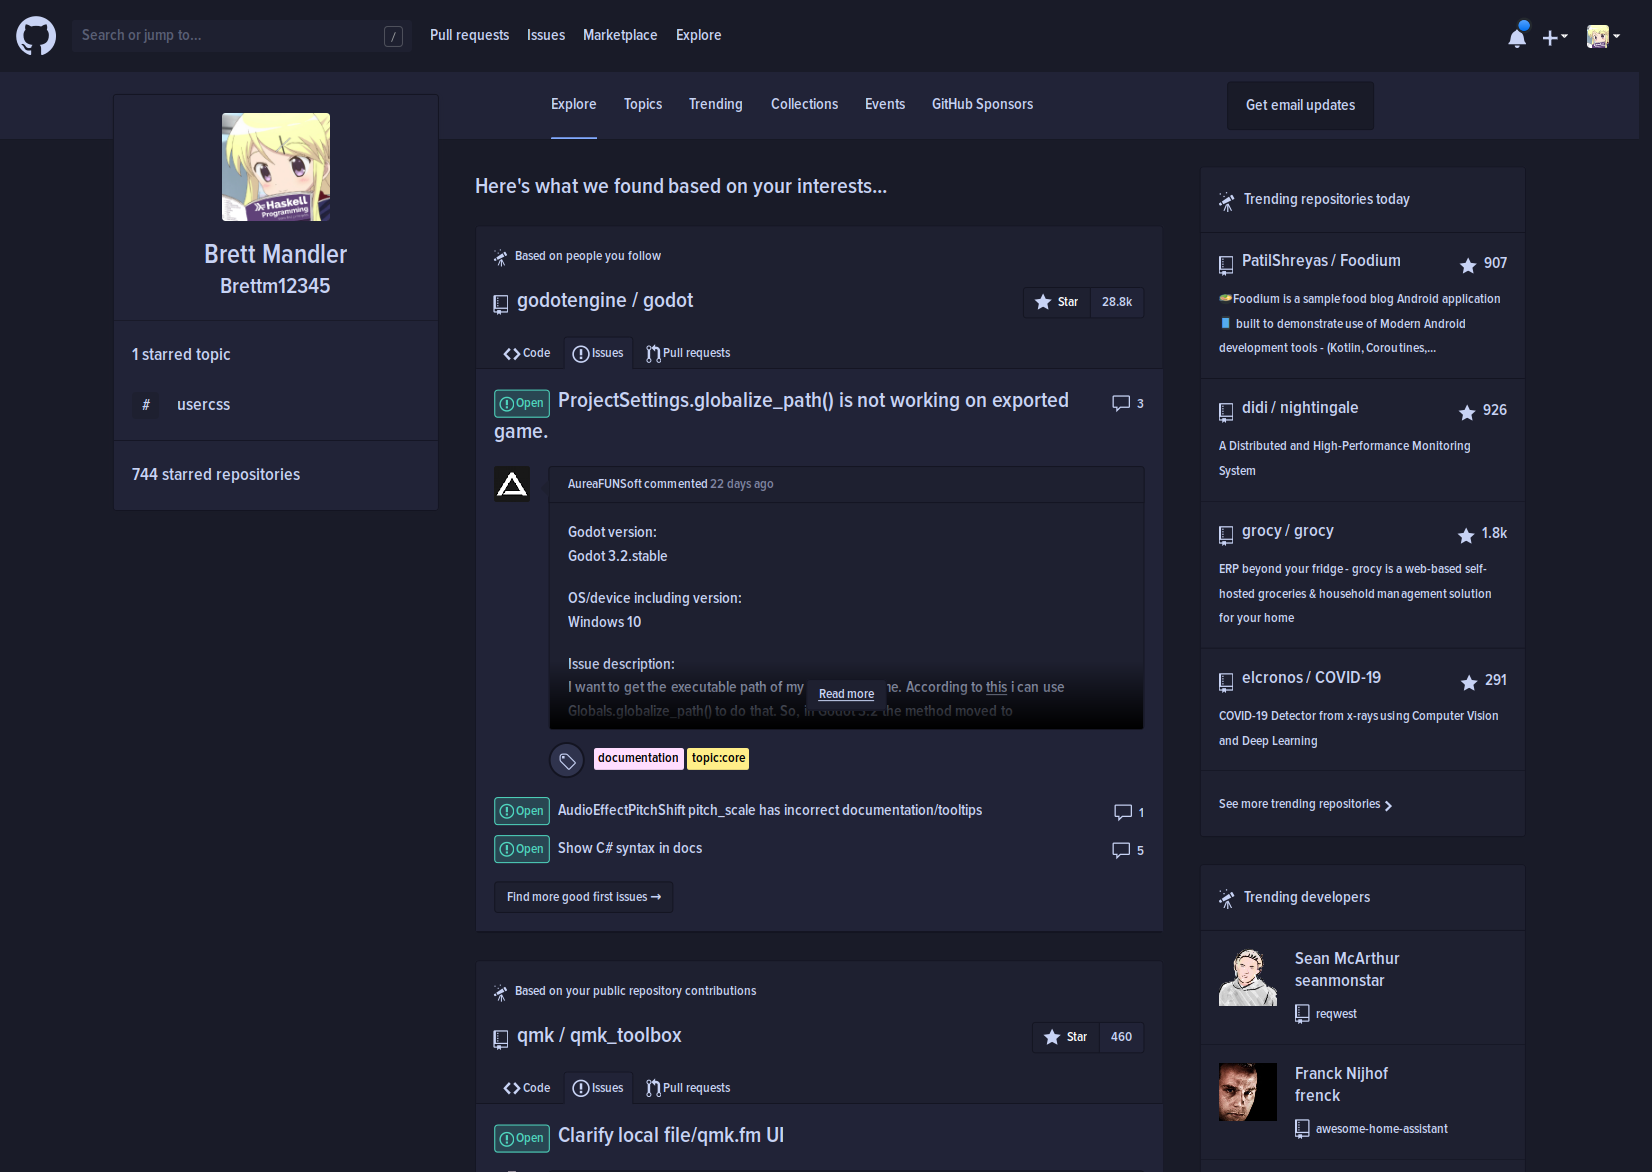 Search or jump to...
/
Pull requests
Issues
Marketplace
Explore
Explore
Topics
Trending
Collections
Events
GitHub Sponsors
Get email updates
Haskell
Programming
Brett Mandler
Brettm12345
1 starred topic
# usercss
744 starred repositories
Here's what we found based on your interests...
Based on people you follow
godotengine / godot
Star 28.8k
Code
Issues
Pull requests
Open ProjectSettings.globalize_path() is not working on exported
game.
3
AureaFUNSoft commented 22 days ago
Godot version:
Godot 3.2.stable
OS/device including version:
Windows 10
Issue description:
I want to get the executable path of my
ne. According to this i can use
Read more
Globals.globalize_path() to do that. So, in Godot 3.2 the method moved to
documentation
topic:core
Open AudioEffectPitchShift pitch_scale has incorrect documentation/tooltips
1
Open Show C# syntax in docs
5
Find more good first issues →
Based on your public repository contributions
qmk / qmk_toolbox
Star 460
Code
Issues
Pull requests
Open Clarify local file/qmk.fm UI
Trending repositories today
PatilShreyas / Foodium
907
Foodium is a sample food blog Android application
built to demonstrate use of Modern Android
development tools - (Kotlin, Coroutines,...
didi / nightingale
926
A Distributed and High-Performance Monitoring
System
grocy / grocy
1.8k
ERP beyond your fridge - grocy is a web-based self-
hosted groceries & household management solution
for your home
elcronos / COVID-19
291
COVID-19 Detector from x-rays using Computer Vision
and Deep Learning
See more trending repositories
Trending developers
Sean McArthur
seanmonstar
reqwest
Franck Nijhof
frenck
awesome-home-assistant